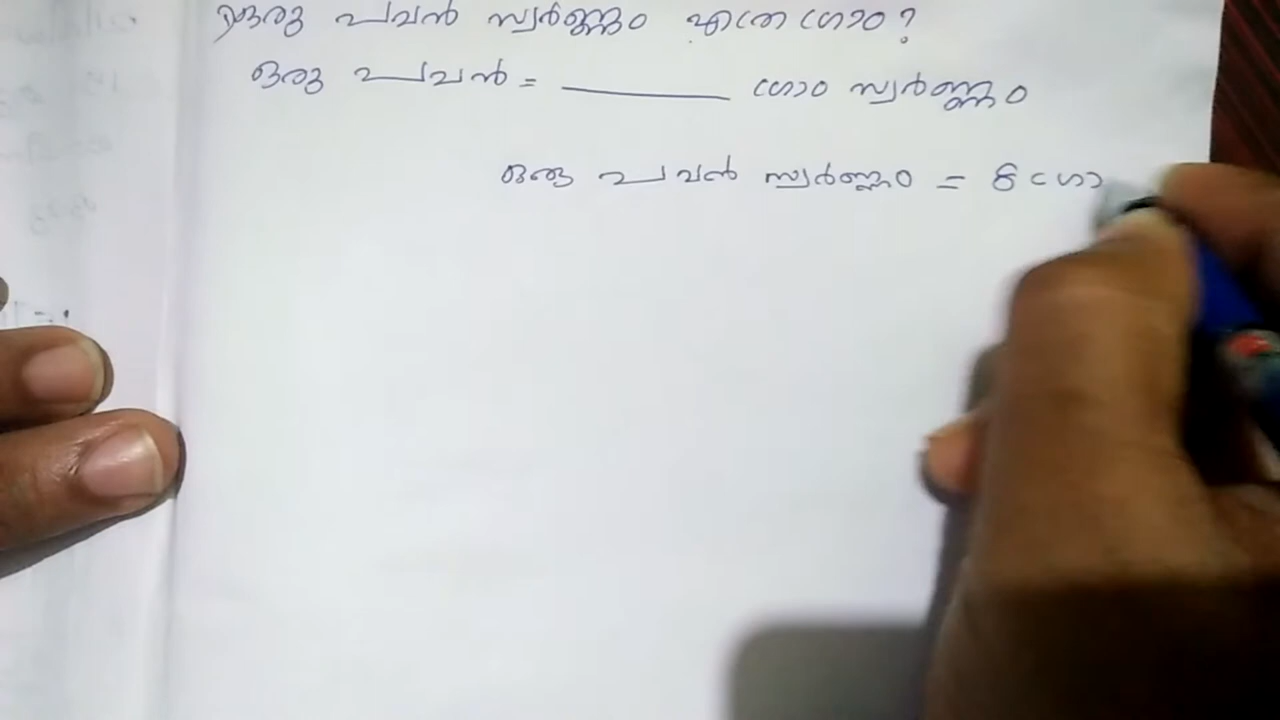 ഒരു പവൻ സ്വർണ്ണം എത്ര ഗ്രാം?
ഒരു പവൻ = ______ ഗ്രാം സ്വർണ്ണം
ഒരു പവൻ സ്വർണ്ണം = 8 ഗ്രാ